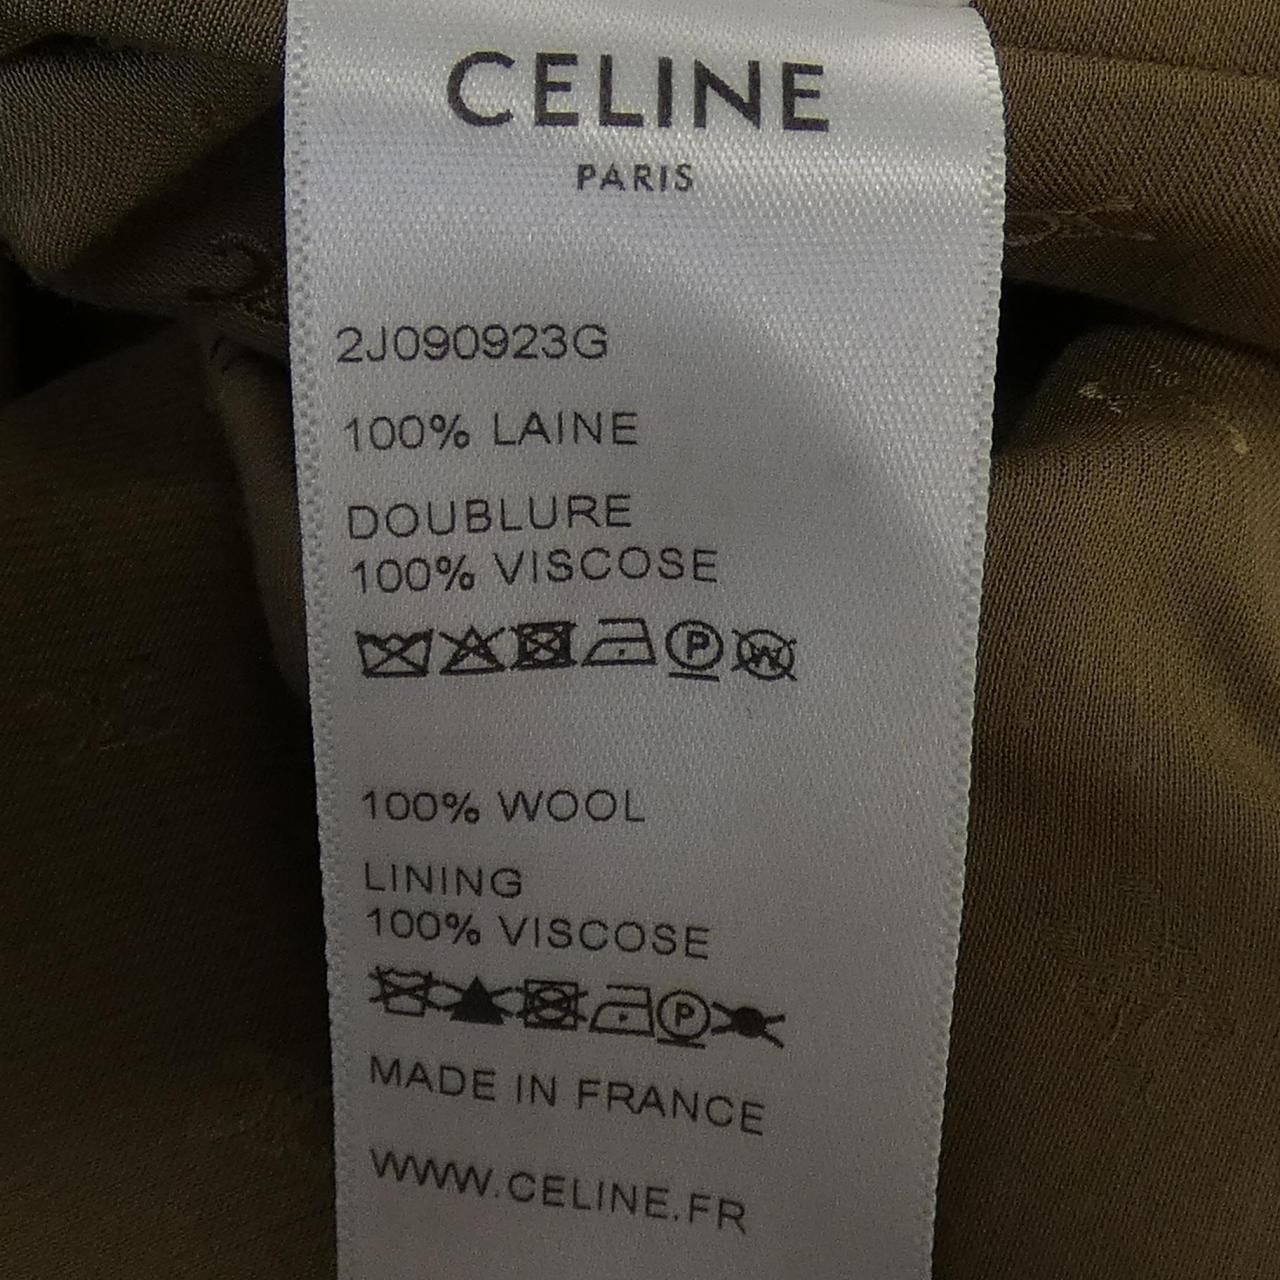 CELINE
PARIS
2J090923G
100% LAINE
DOUBLURE
100% VISCOSE
P W
100% WOOL
LINING
100% VISCOSE
P
MADE IN FRANCE
WWW.CELINE.FR